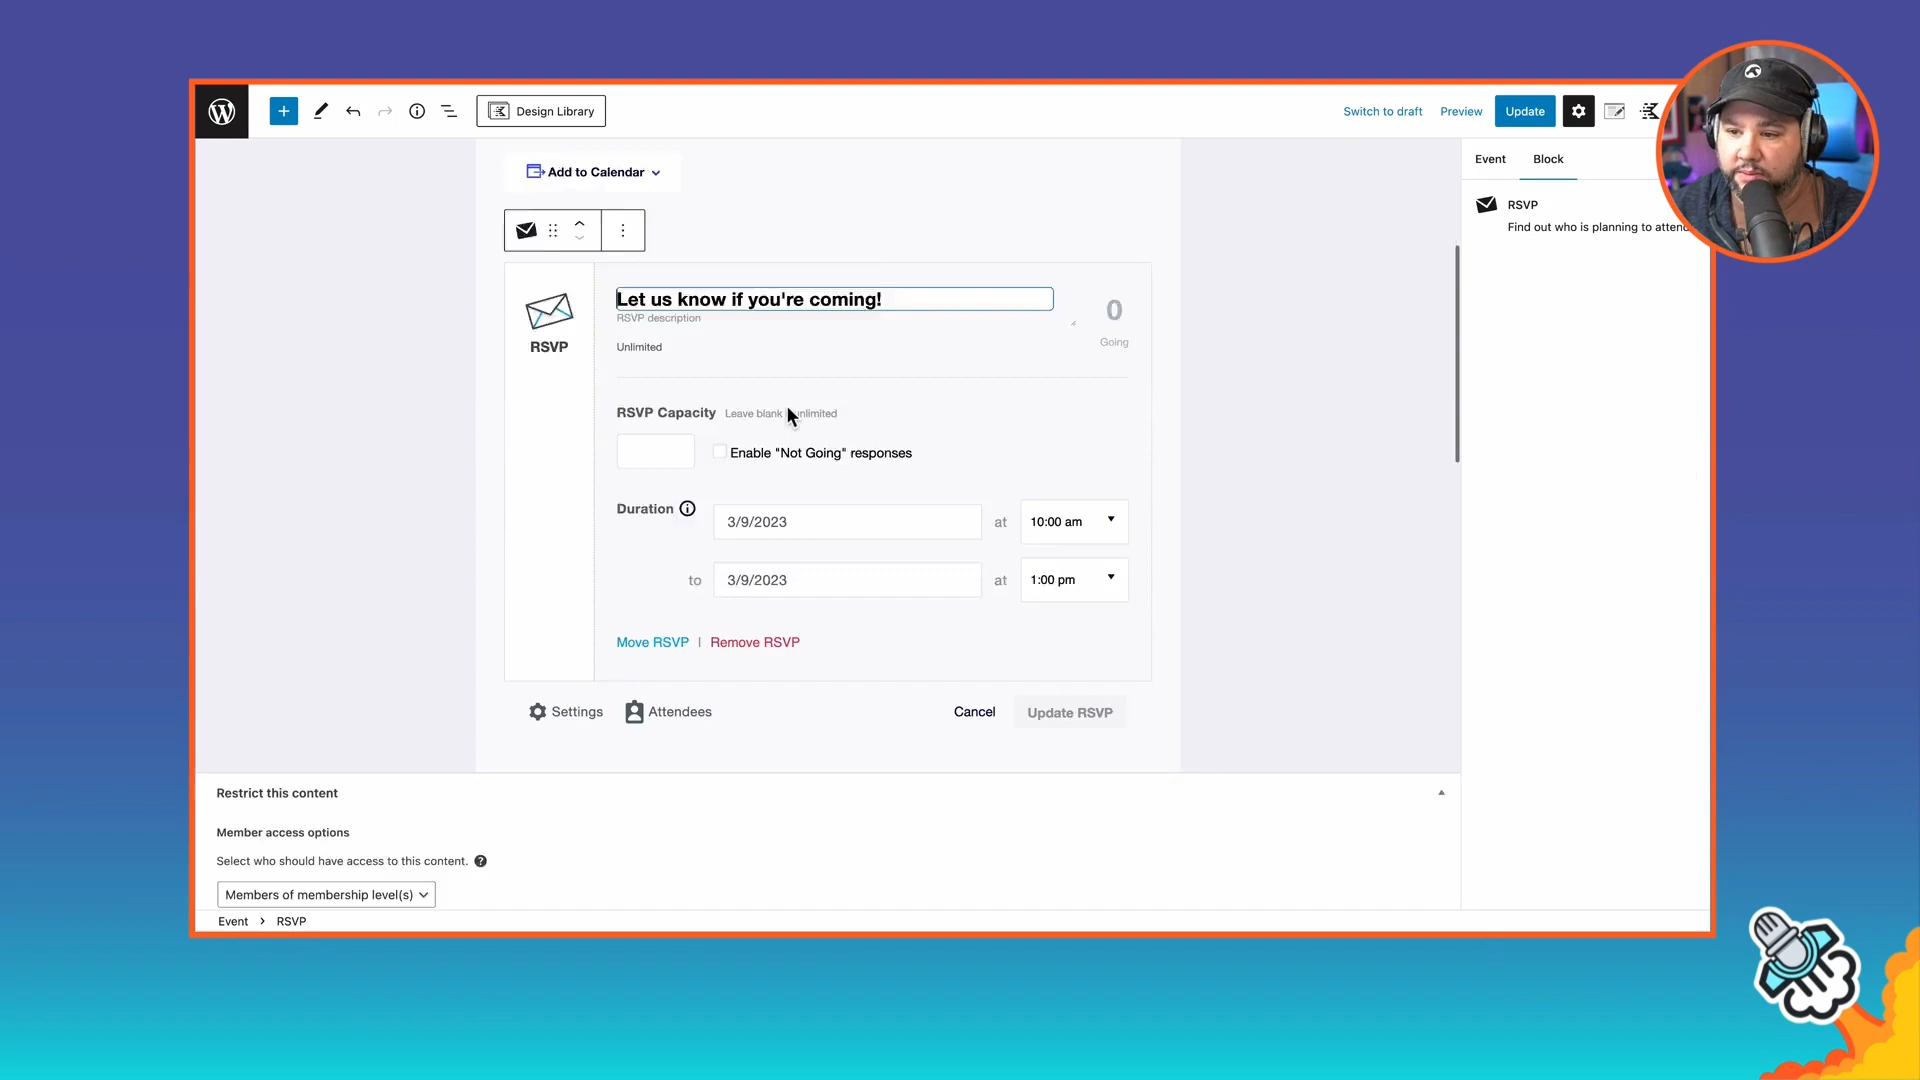 Design Library
Switch to draft
Preview
Update
Add to Calendar
Event
Block
RSVP
Find out who is planning to attend
Let us know if you're coming!
RSVP description
Unlimited
RSVP
0
Going
RSVP Capacity
Leave blank unlimited
Enable "Not Going" responses
Duration
3/9/2023 at 10:00 am
to 3/9/2023 at 1:00 pm
Move RSVP | Remove RSVP
Settings
Attendees
Cancel
Update RSVP
Restrict this content
Member access options
Select who should have access to this content.
Members of membership level(s)
Event > RSVP